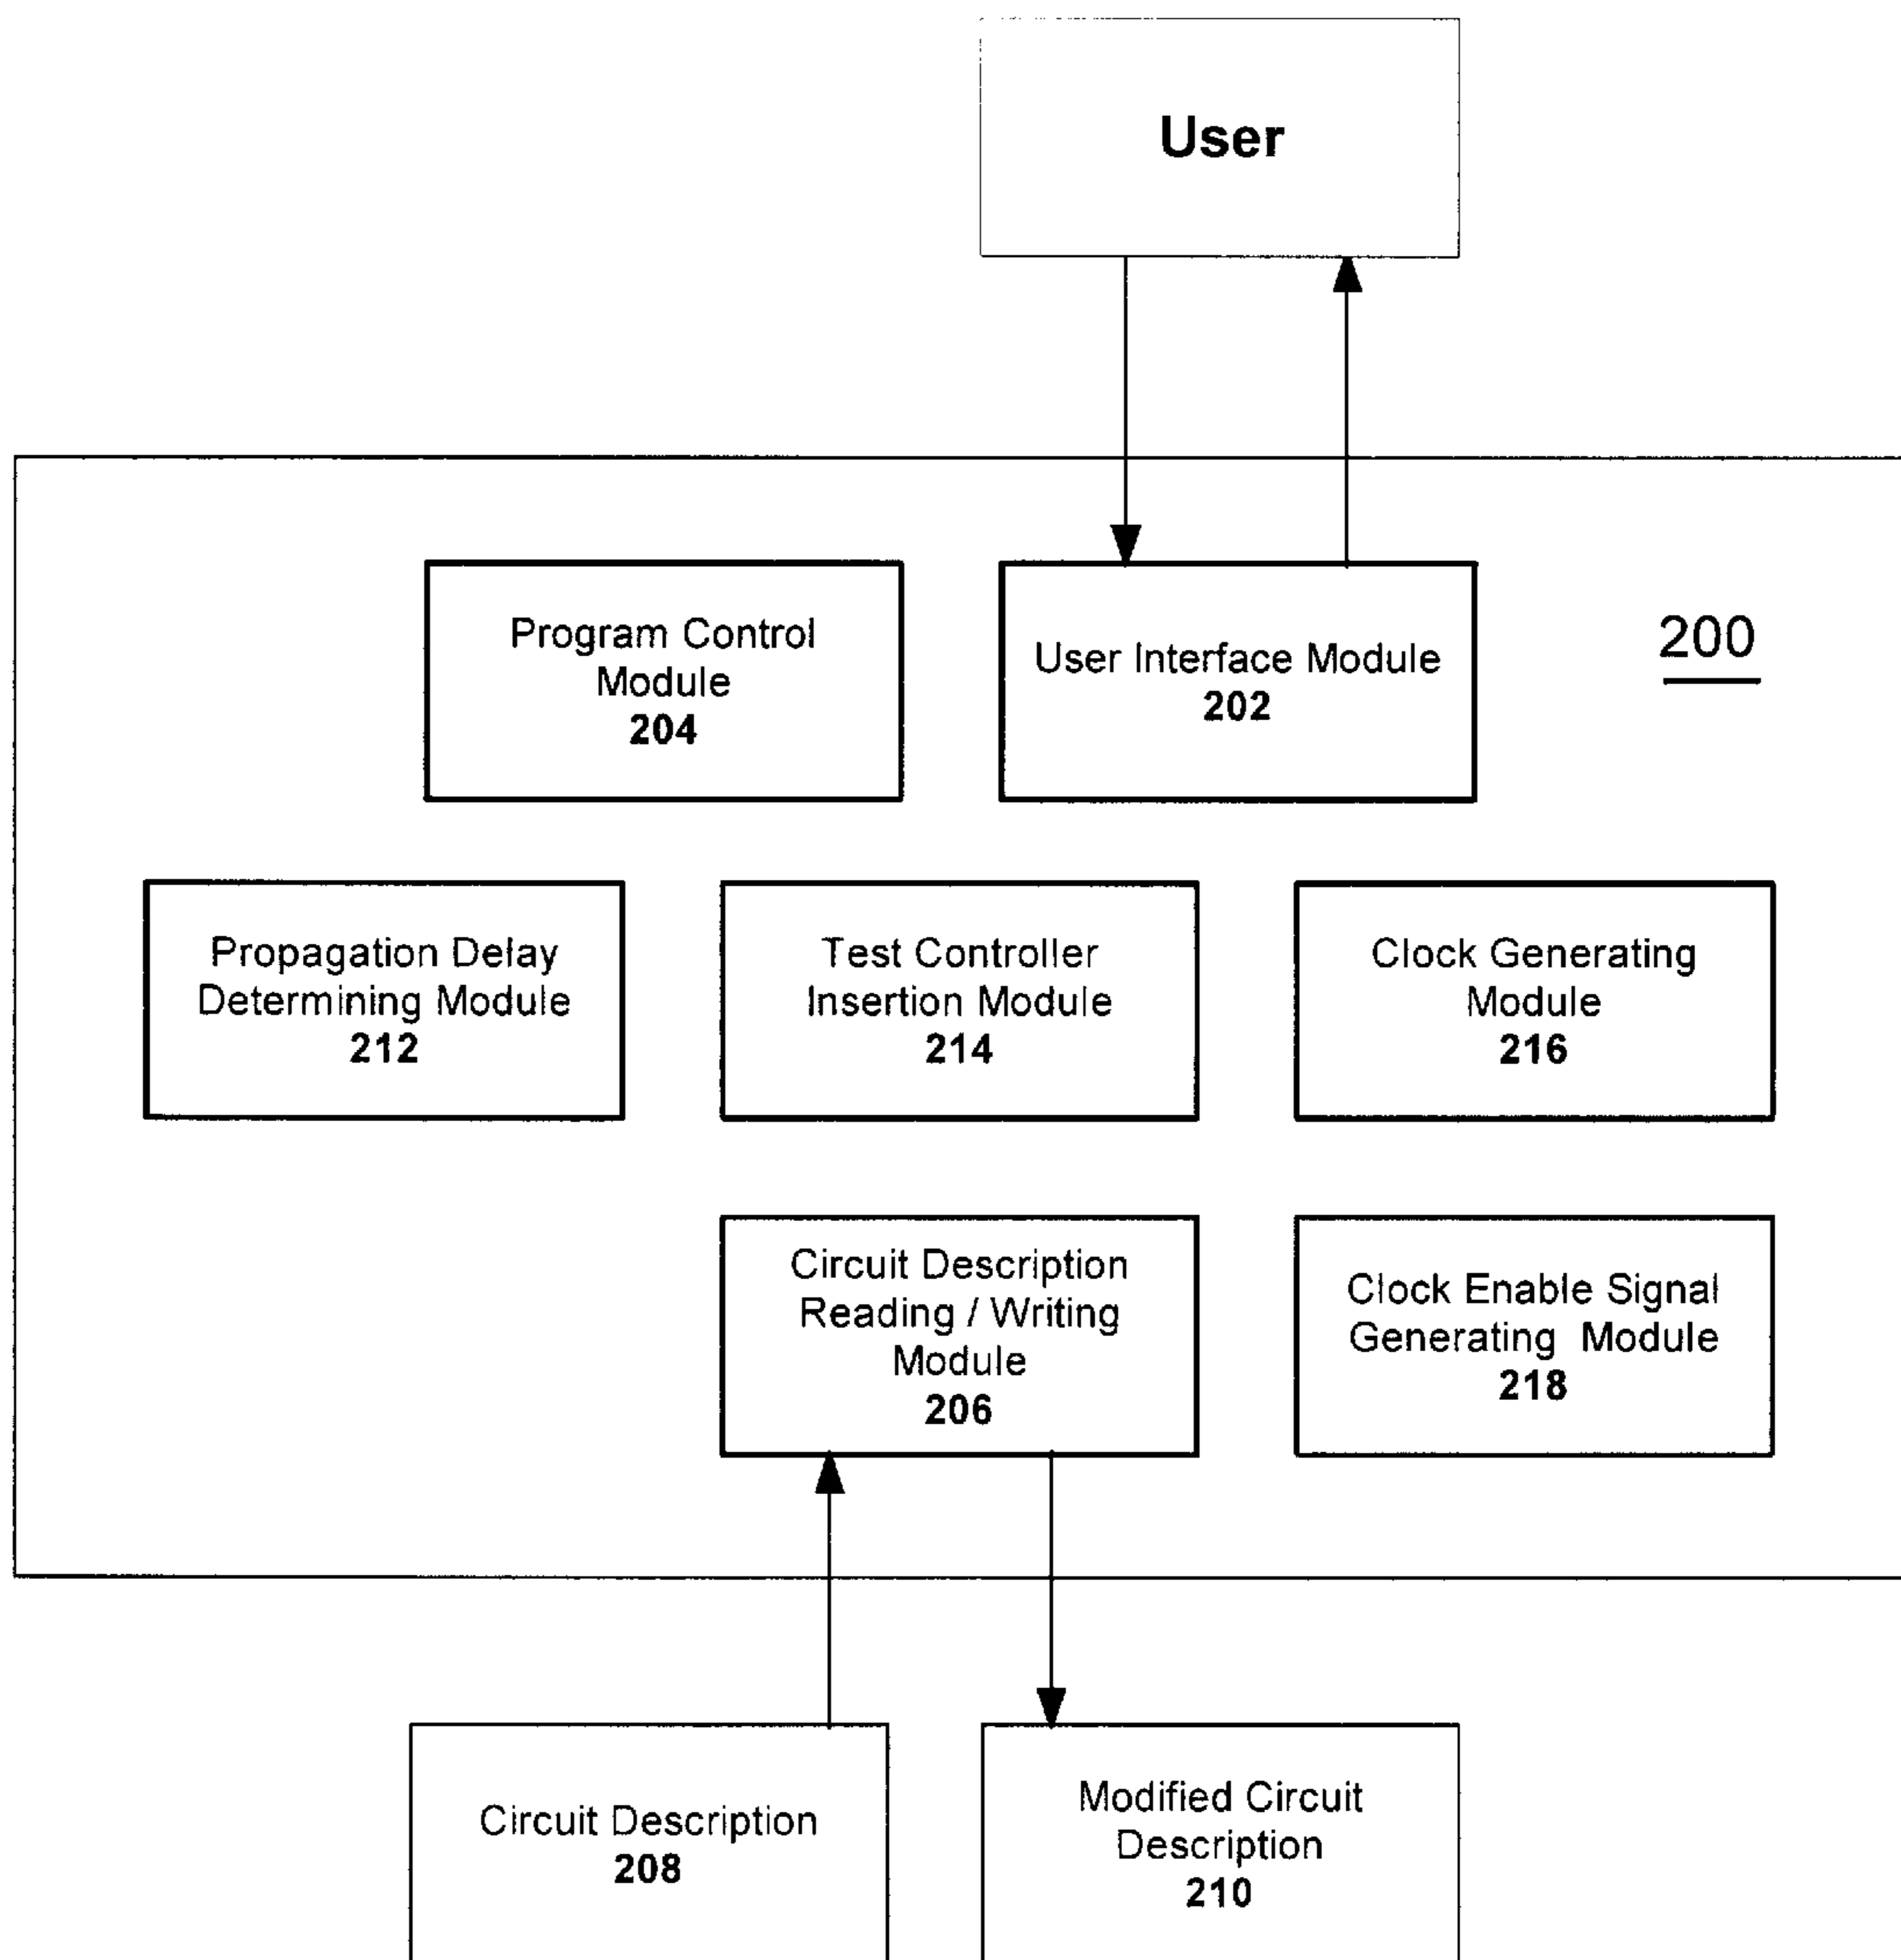 User
Program Control
Module
204
User Interface Module
202
200
Propagation Delay
Determining Module
212
Test Controller
Insertion Module
214
Clock Generating
Module
216
Circuit Description
Reading / Writing
Module
206
Clock Enable Signal
Generating Module
218
Circuit Description
208
Modified Circuit
Description
210